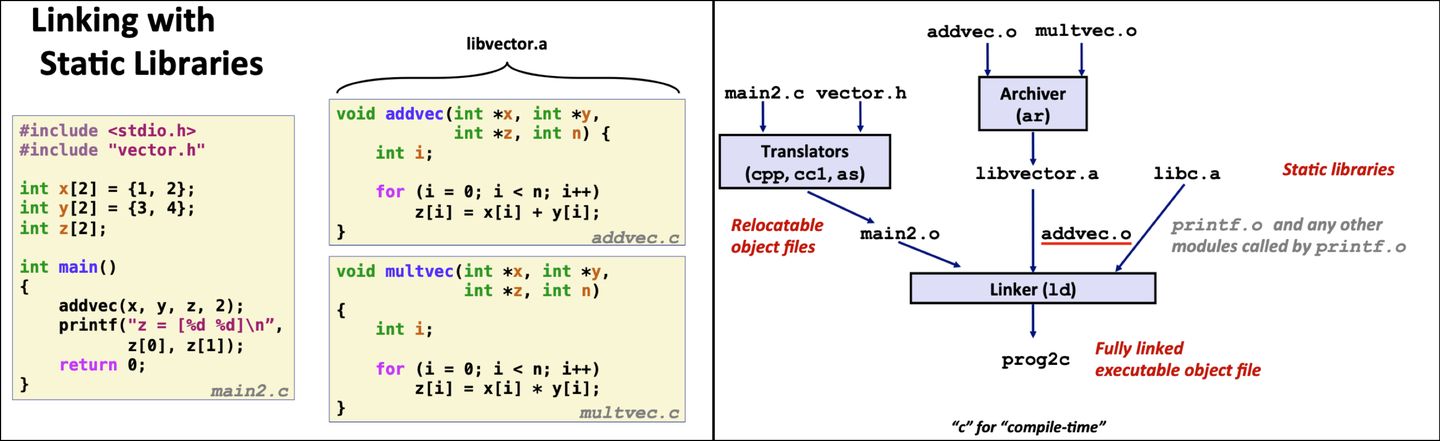 Linking with
Static Libraries
#include <stdio.h>
#include "vector.h"
int x[2] = {1, 2};
int y[2] = {3, 4};
int z[2];
int main()
{
    addvec(x, y, z, 2);
    printf("z = [%d %d]\n”,
           z[0], z[1]);
    return 0;
}
main2.c
libvector.a
void addvec(int *x, int *y,
            int *z, int n) {
    int i;
    for (i = 0; i < n; i++)
        z[i] = x[i] + y[i];
}
addvec.c
void multvec(int *x, int *y,
             int *z, int n)
{
    int i;
    for (i = 0; i < n; i++)
        z[i] = x[i] * y[i];
}
multvec.c
addvec.o multvec.o
main2.c vector.h
Archiver
(ar)
Translators
(cpp, cc1, as)
libvector.a
libc.a
Static libraries
Relocatable
object files
main2.o
addvec.o
printf.o and any other
modules called by printf.o
Linker (ld)
prog2c
Fully linked
executable object file
“c” for “compile-time”